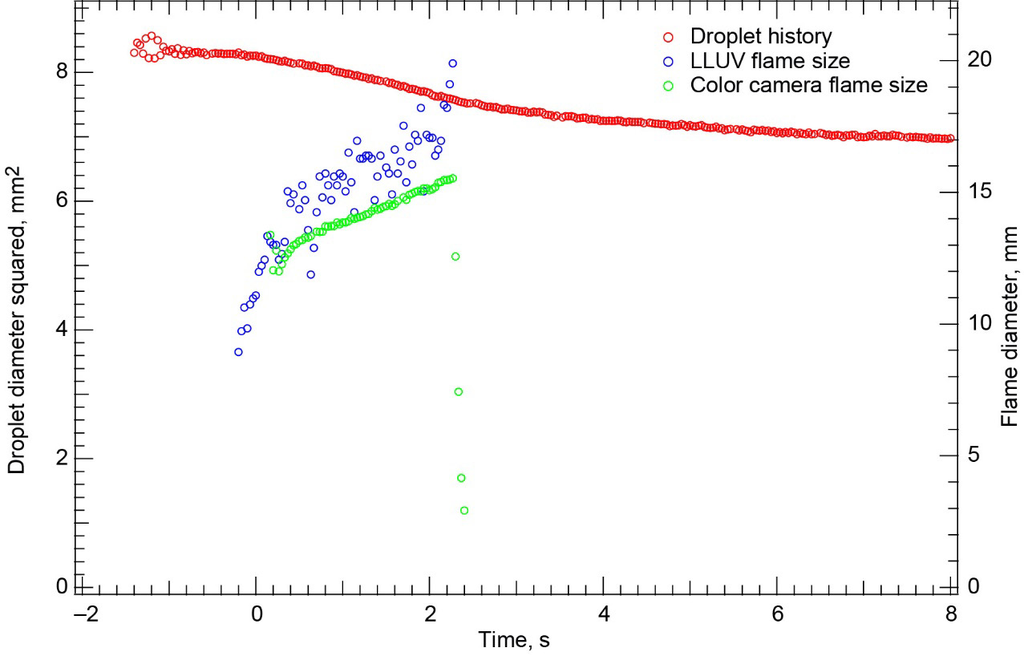 Droplet history
LLUV flame size
Color camera flame size
8
6
4
2
0
Droplet diameter squared, mm2
20
15
10
5
0
Flame diameter, mm
–2
0
2
4
6
8
Time, s